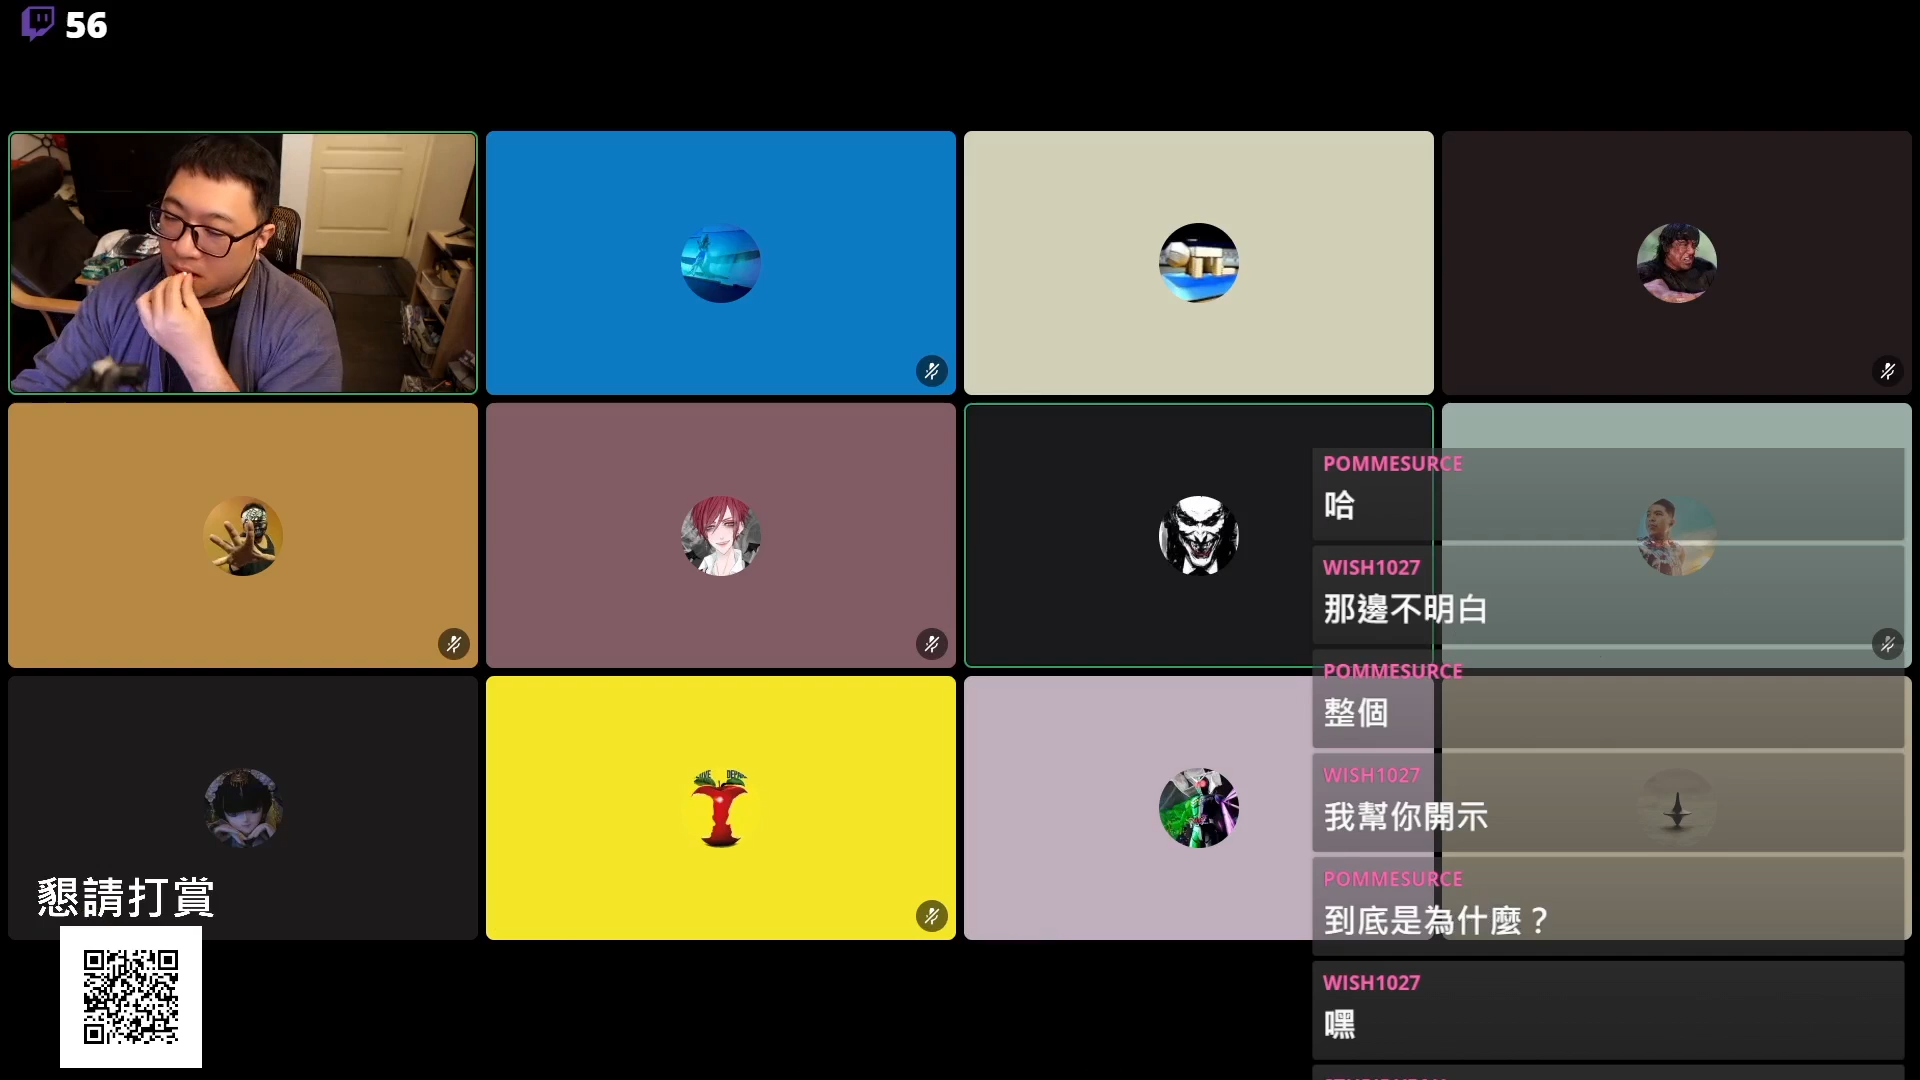 56
POMMESURCE
哈
WISH1027
那邊不明白
POMMESURCE
整個
WISH1027
我幫你開示
POMMESURCE
到底是為什麼？
WISH1027
嘿
懇請打賞